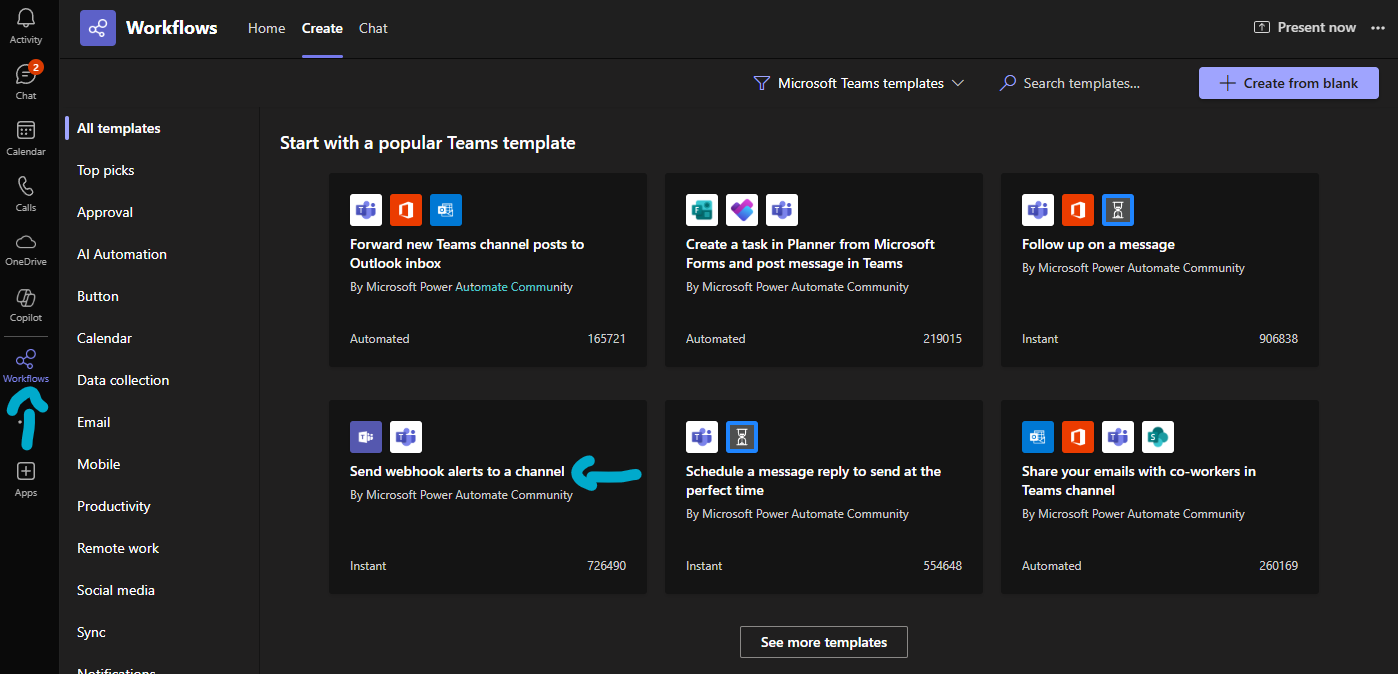 Activity
2
Chat
Calendar
Calls
OneDrive
Copilot
Workflows
Apps
Workflows
Home
Create
Chat
Present now
Microsoft Teams templates
Search templates...
Create from blank
All templates
Top picks
Approval
AI Automation
Button
Calendar
Data collection
Email
Mobile
Productivity
Remote work
Social media
Sync
Notifications
Start with a popular Teams template
Forward new Teams channel posts to
Outlook inbox
By Microsoft Power Automate Community
Automated 165721
Create a task in Planner from Microsoft
Forms and post message in Teams
By Microsoft Power Automate Community
Automated 219015
Follow up on a message
By Microsoft Power Automate Community
Instant 906838
Send webhook alerts to a channel
By Microsoft Power Automate Community
Instant 726490
Schedule a message reply to send at the
perfect time
By Microsoft Power Automate Community
Instant 554648
Share your emails with co-workers in
Teams channel
By Microsoft Power Automate Community
Automated 260169
See more templates